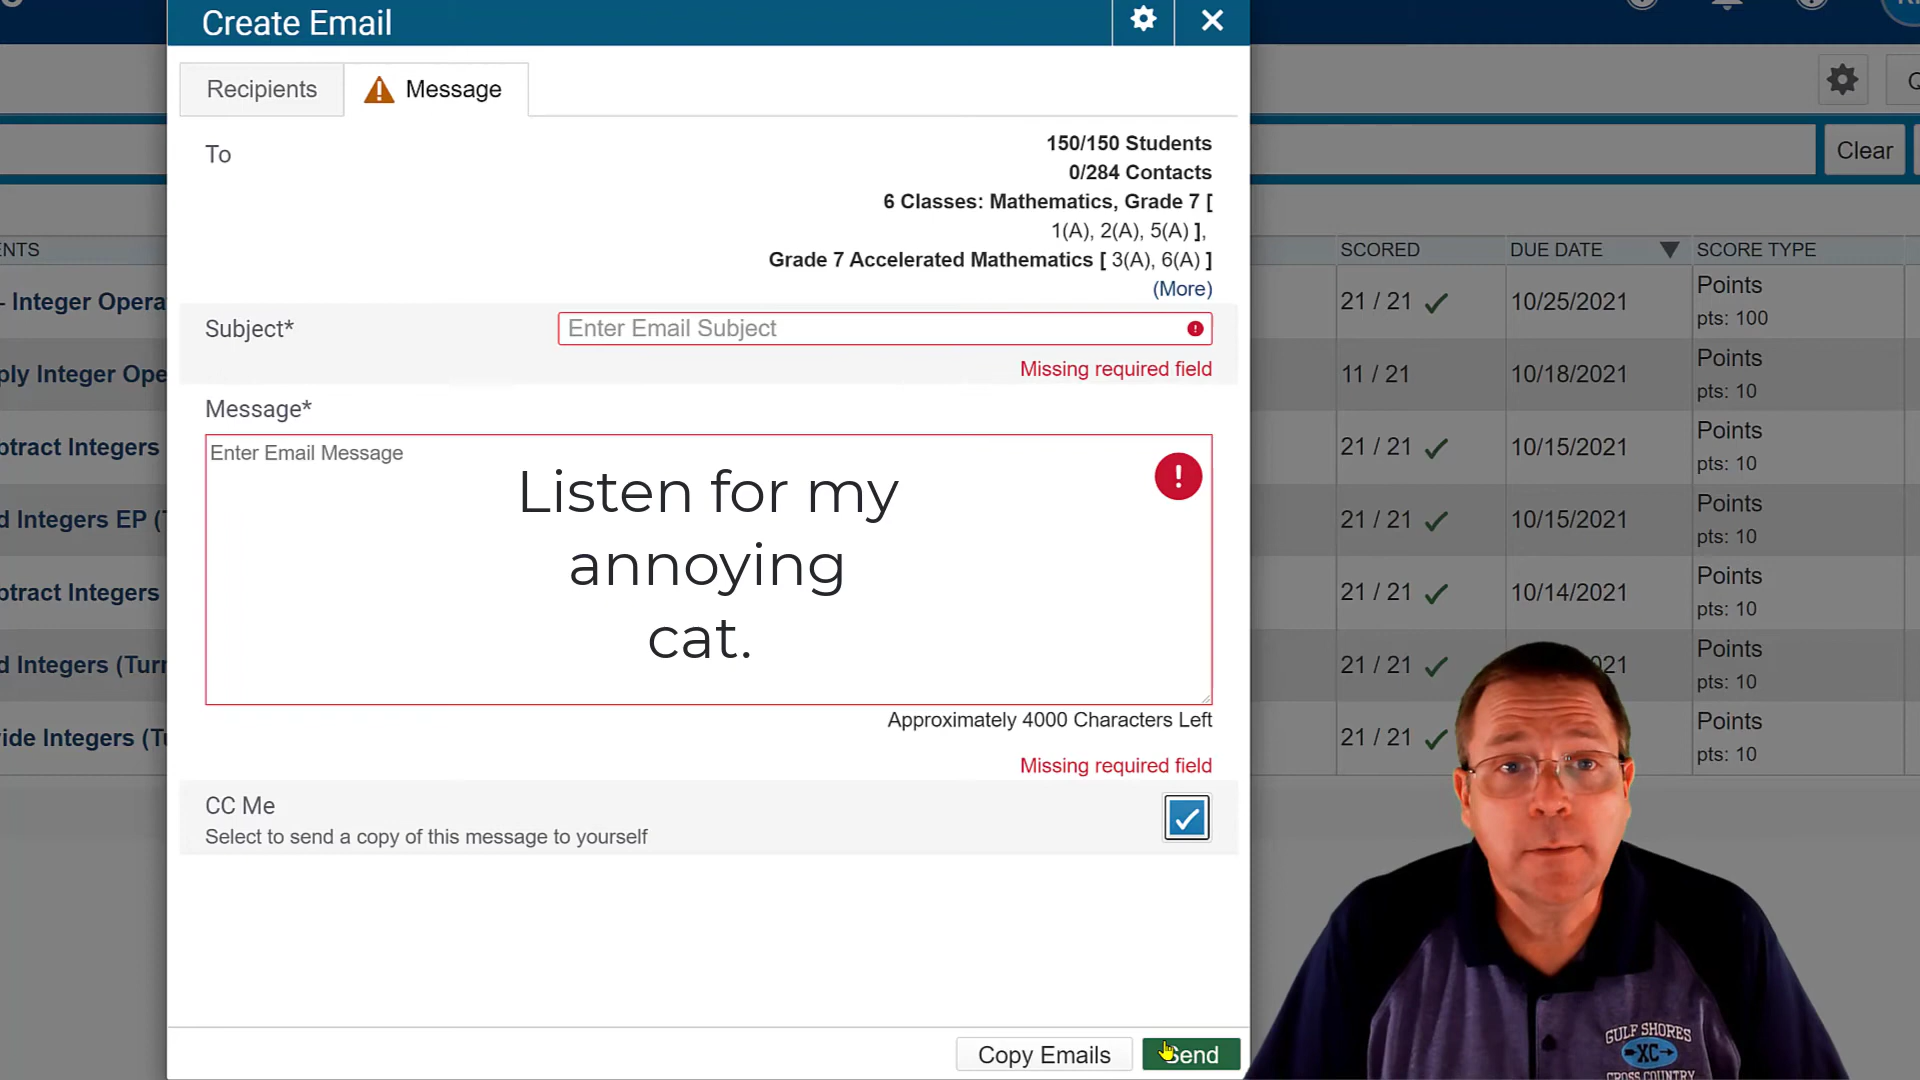 Create Email
Recipients
Message
To
150/150 Students
0/284 Contacts
6 Classes: Mathematics, Grade 7 [
1(A), 2(A), 5(A) ],
Grade 7 Accelerated Mathematics [ 3(A), 6(A) ]
(More)
Subject*
Enter Email Subject
Missing required field
Message*
Enter Email Message
Listen for my
annoying
cat.
Approximately 4000 Characters Left
Missing required field
CC Me
Select to send a copy of this message to yourself
Copy Emails
Send
Clear
SCORED DUE DATE SCORE TYPE
- Integer Opera 21 / 21 10/25/2021 Points
pts: 100
ply Integer Ope 11 / 21 10/18/2021 Points
pts: 10
otract Integers 21 / 21 10/15/2021 Points
pts: 10
d Integers EP ( 21 / 21 10/15/2021 Points
pts: 10
otract Integers 21 / 21 10/14/2021 Points
pts: 10
d Integers (Turn 21 / 21 021 Points
pts: 10
ide Integers (Tu 21 / 21 Points
pts: 10
GULF SHORES
XC
CROSS COUNTRY